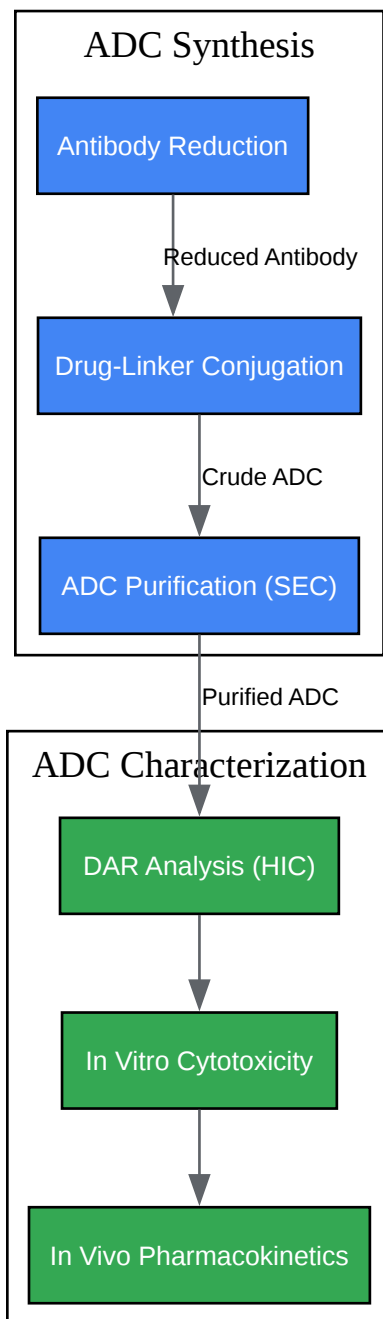 ADC Synthesis
Antibody Reduction
Reduced Antibody
Drug-Linker Conjugation
Crude ADC
ADC Purification (SEC)
Purified ADC
ADC Characterization
DAR Analysis (HIC)
In Vitro Cytotoxicity
In Vivo Pharmacokinetics